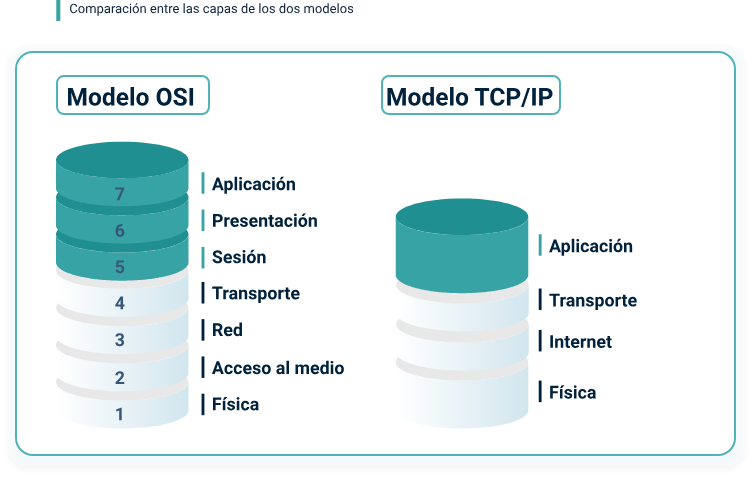 Comparación entre las capas de los dos modelos
Modelo OSI
7 Aplicación
6 Presentación
5 Sesión
4 Transporte
3 Red
2 Acceso al medio
1 Física
Modelo TCP/IP
Aplicación
Transporte
Internet
Física